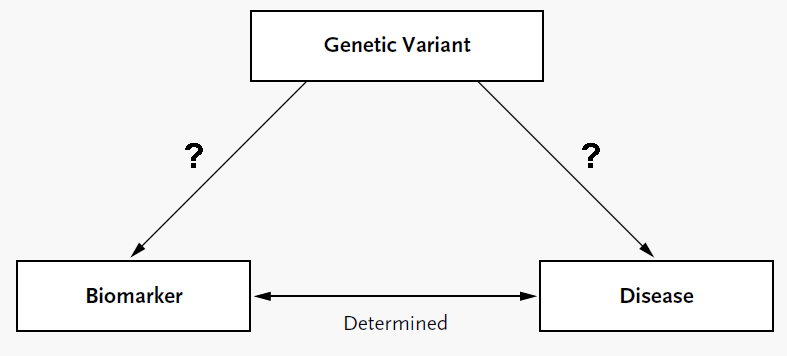 Genetic Variant
?
?
Biomarker
Disease
Determined